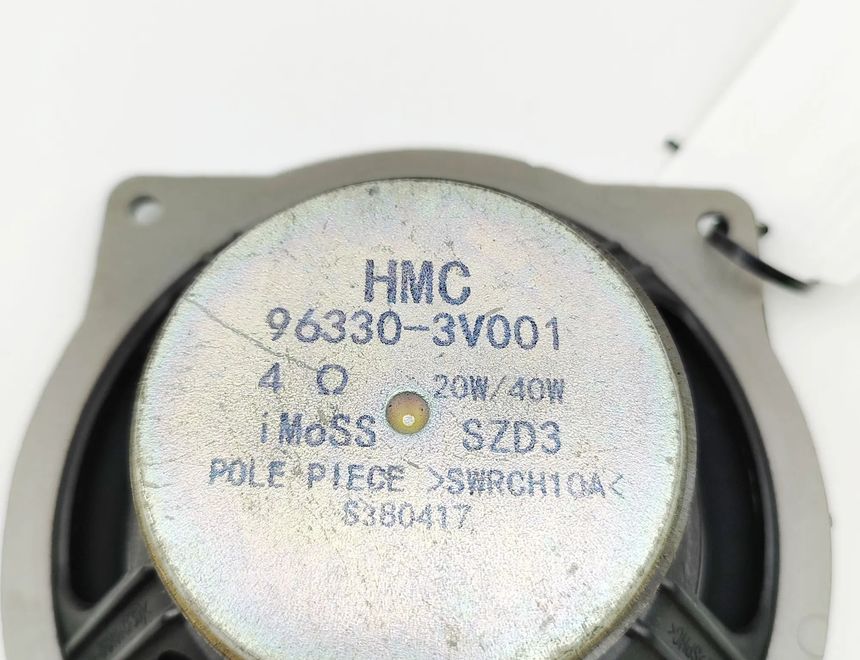 HMC
96330-3V001
4 Ω 20W/40W
iMoSS SZD3
POLE PIECE >SWRCH10A<
S380417